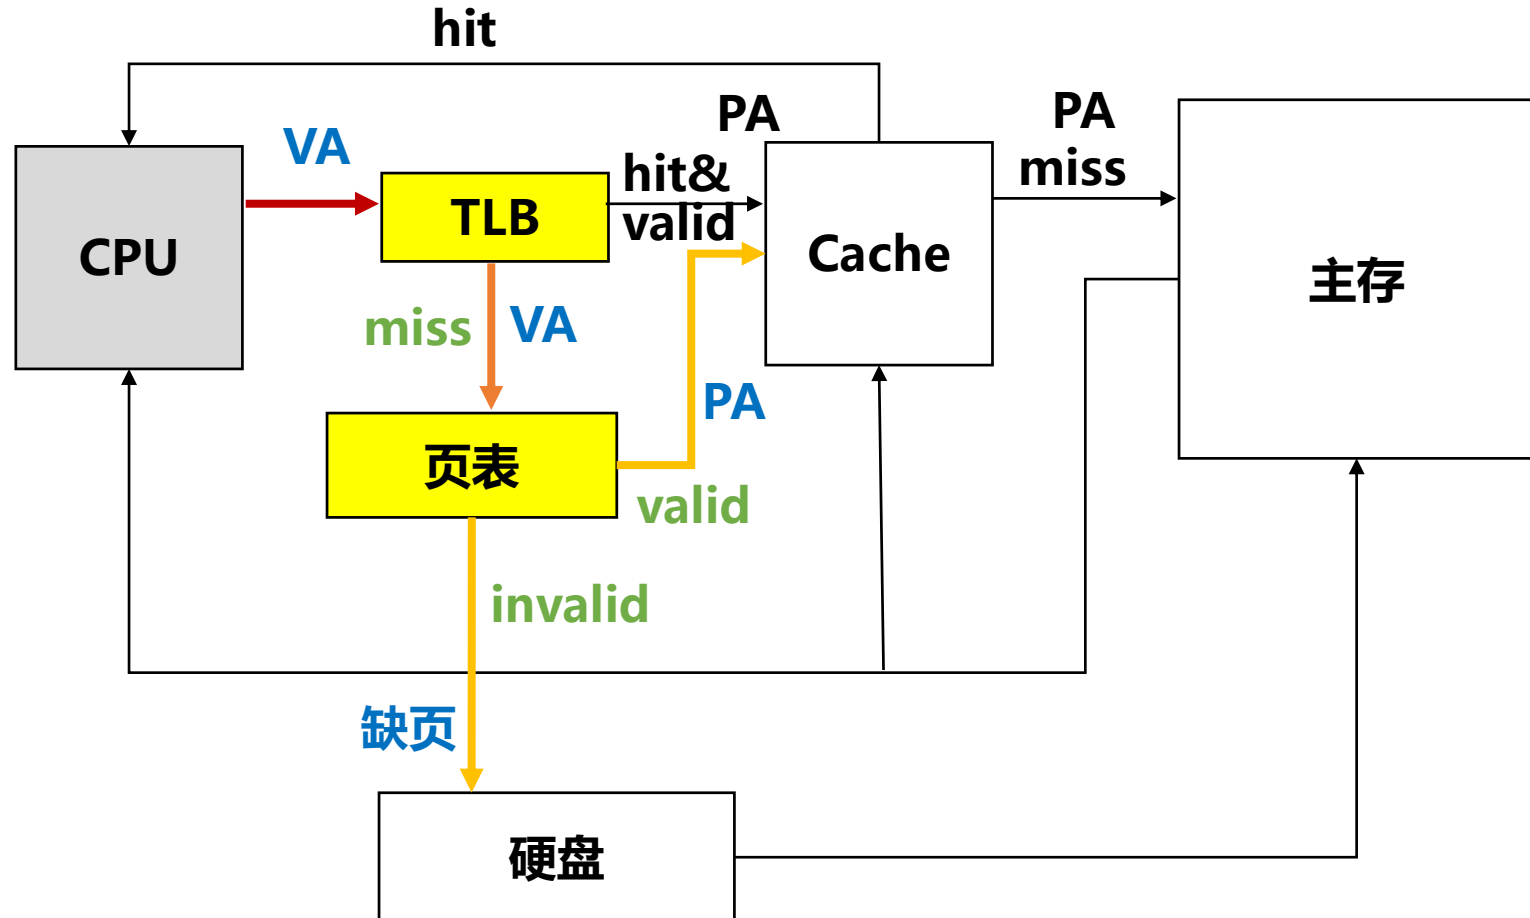 hit
PA
PA
miss
VA
hit&
valid
TLB
CPU
Cache
主存
miss
VA
PA
页表
valid
invalid
缺页
硬盘